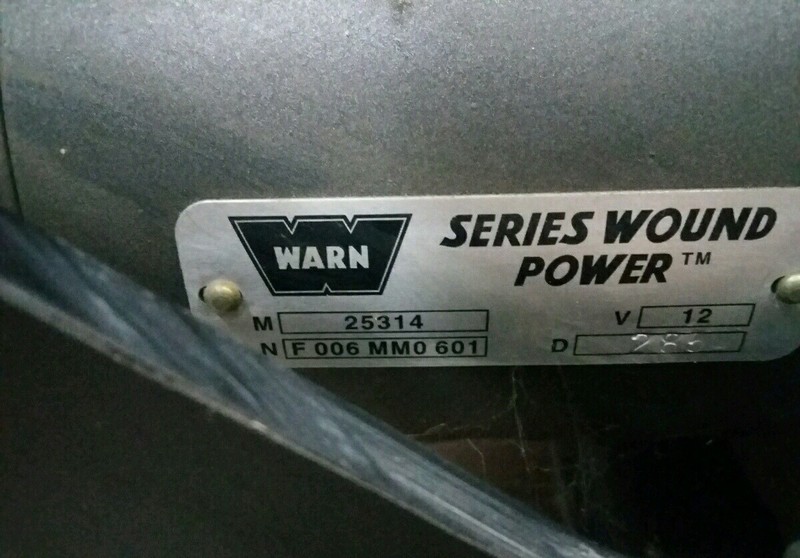 WARN
SERIES WOUND
POWER™
M 25314
V 12
N F 006 MM0 601
D